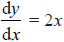 dy/dx = 2x